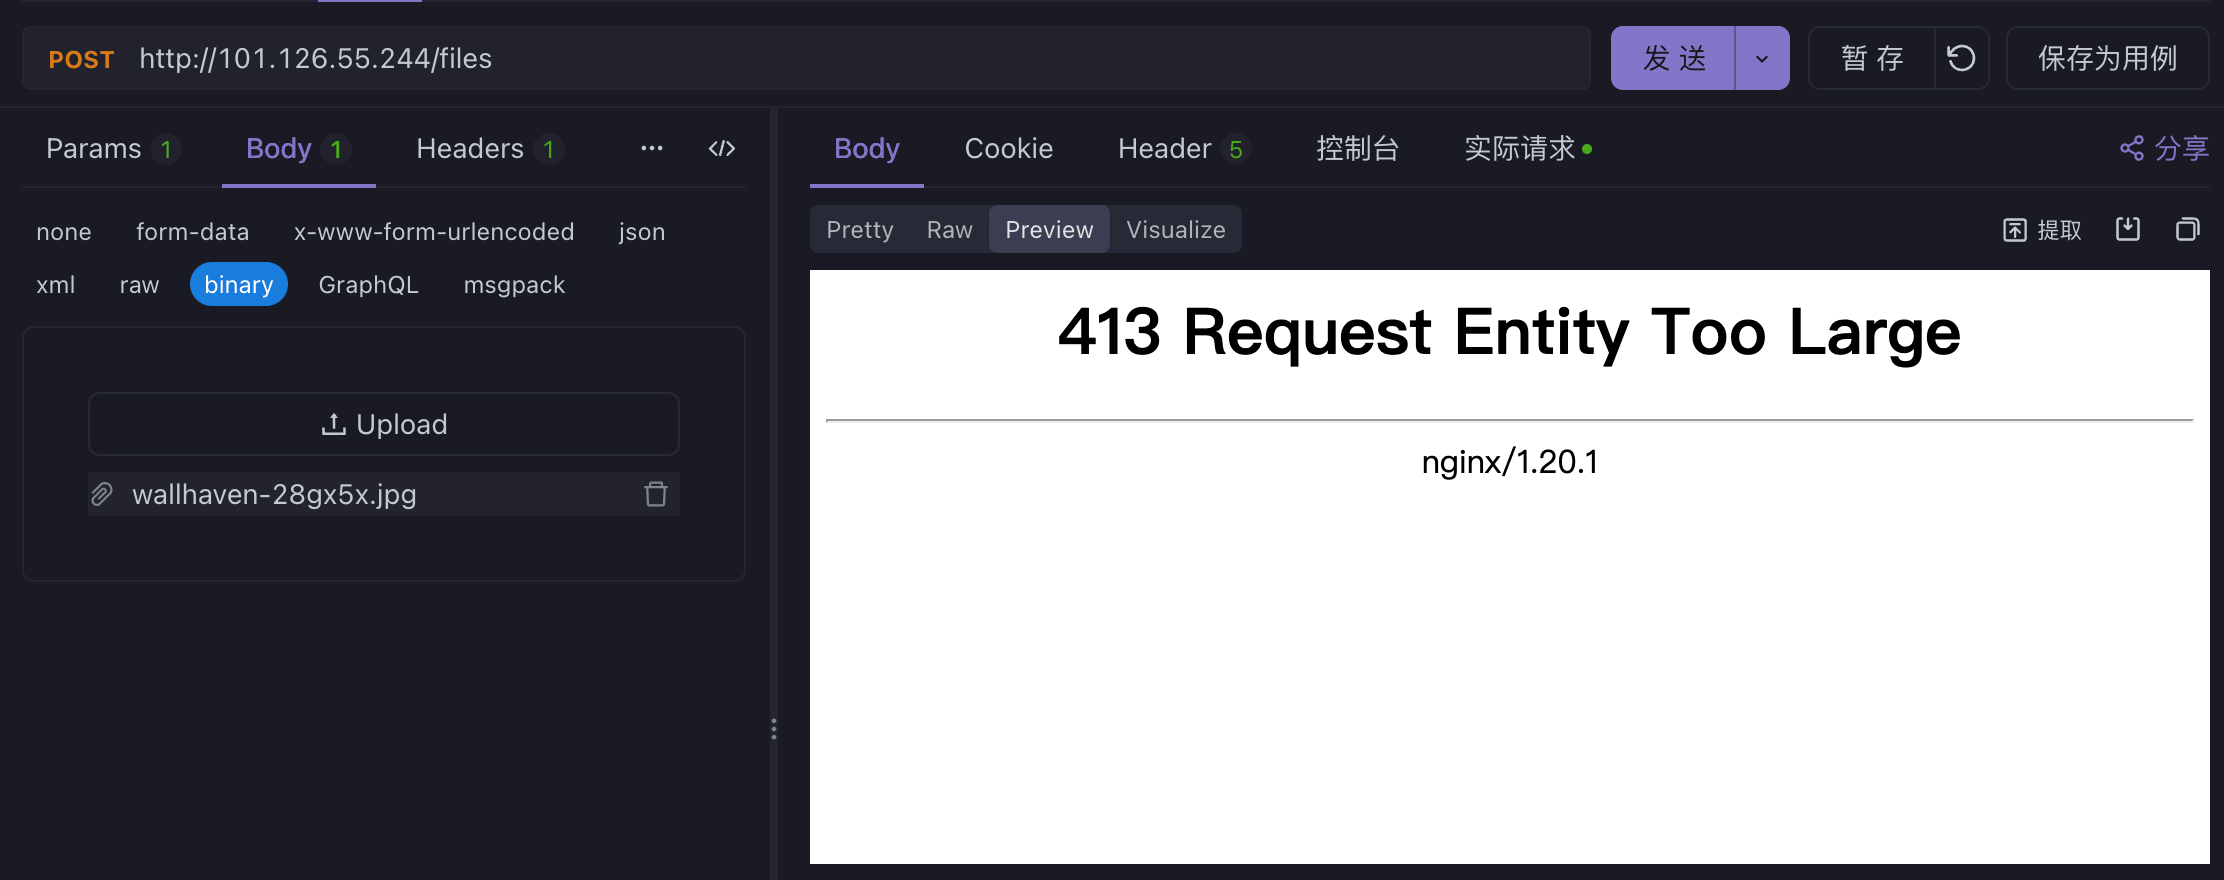 POST http://101.126.55.244/files
发 送
暂 存
保存为用例
Params 1
Body 1
Headers 1
Body
Cookie
Header 5
控制台
实际请求
分享
none
form-data
x-www-form-urlencoded
json
xml
raw
binary
GraphQL
msgpack
Upload
wallhaven-28gx5x.jpg
Pretty
Raw
Preview
Visualize
提取
413 Request Entity Too Large
nginx/1.20.1